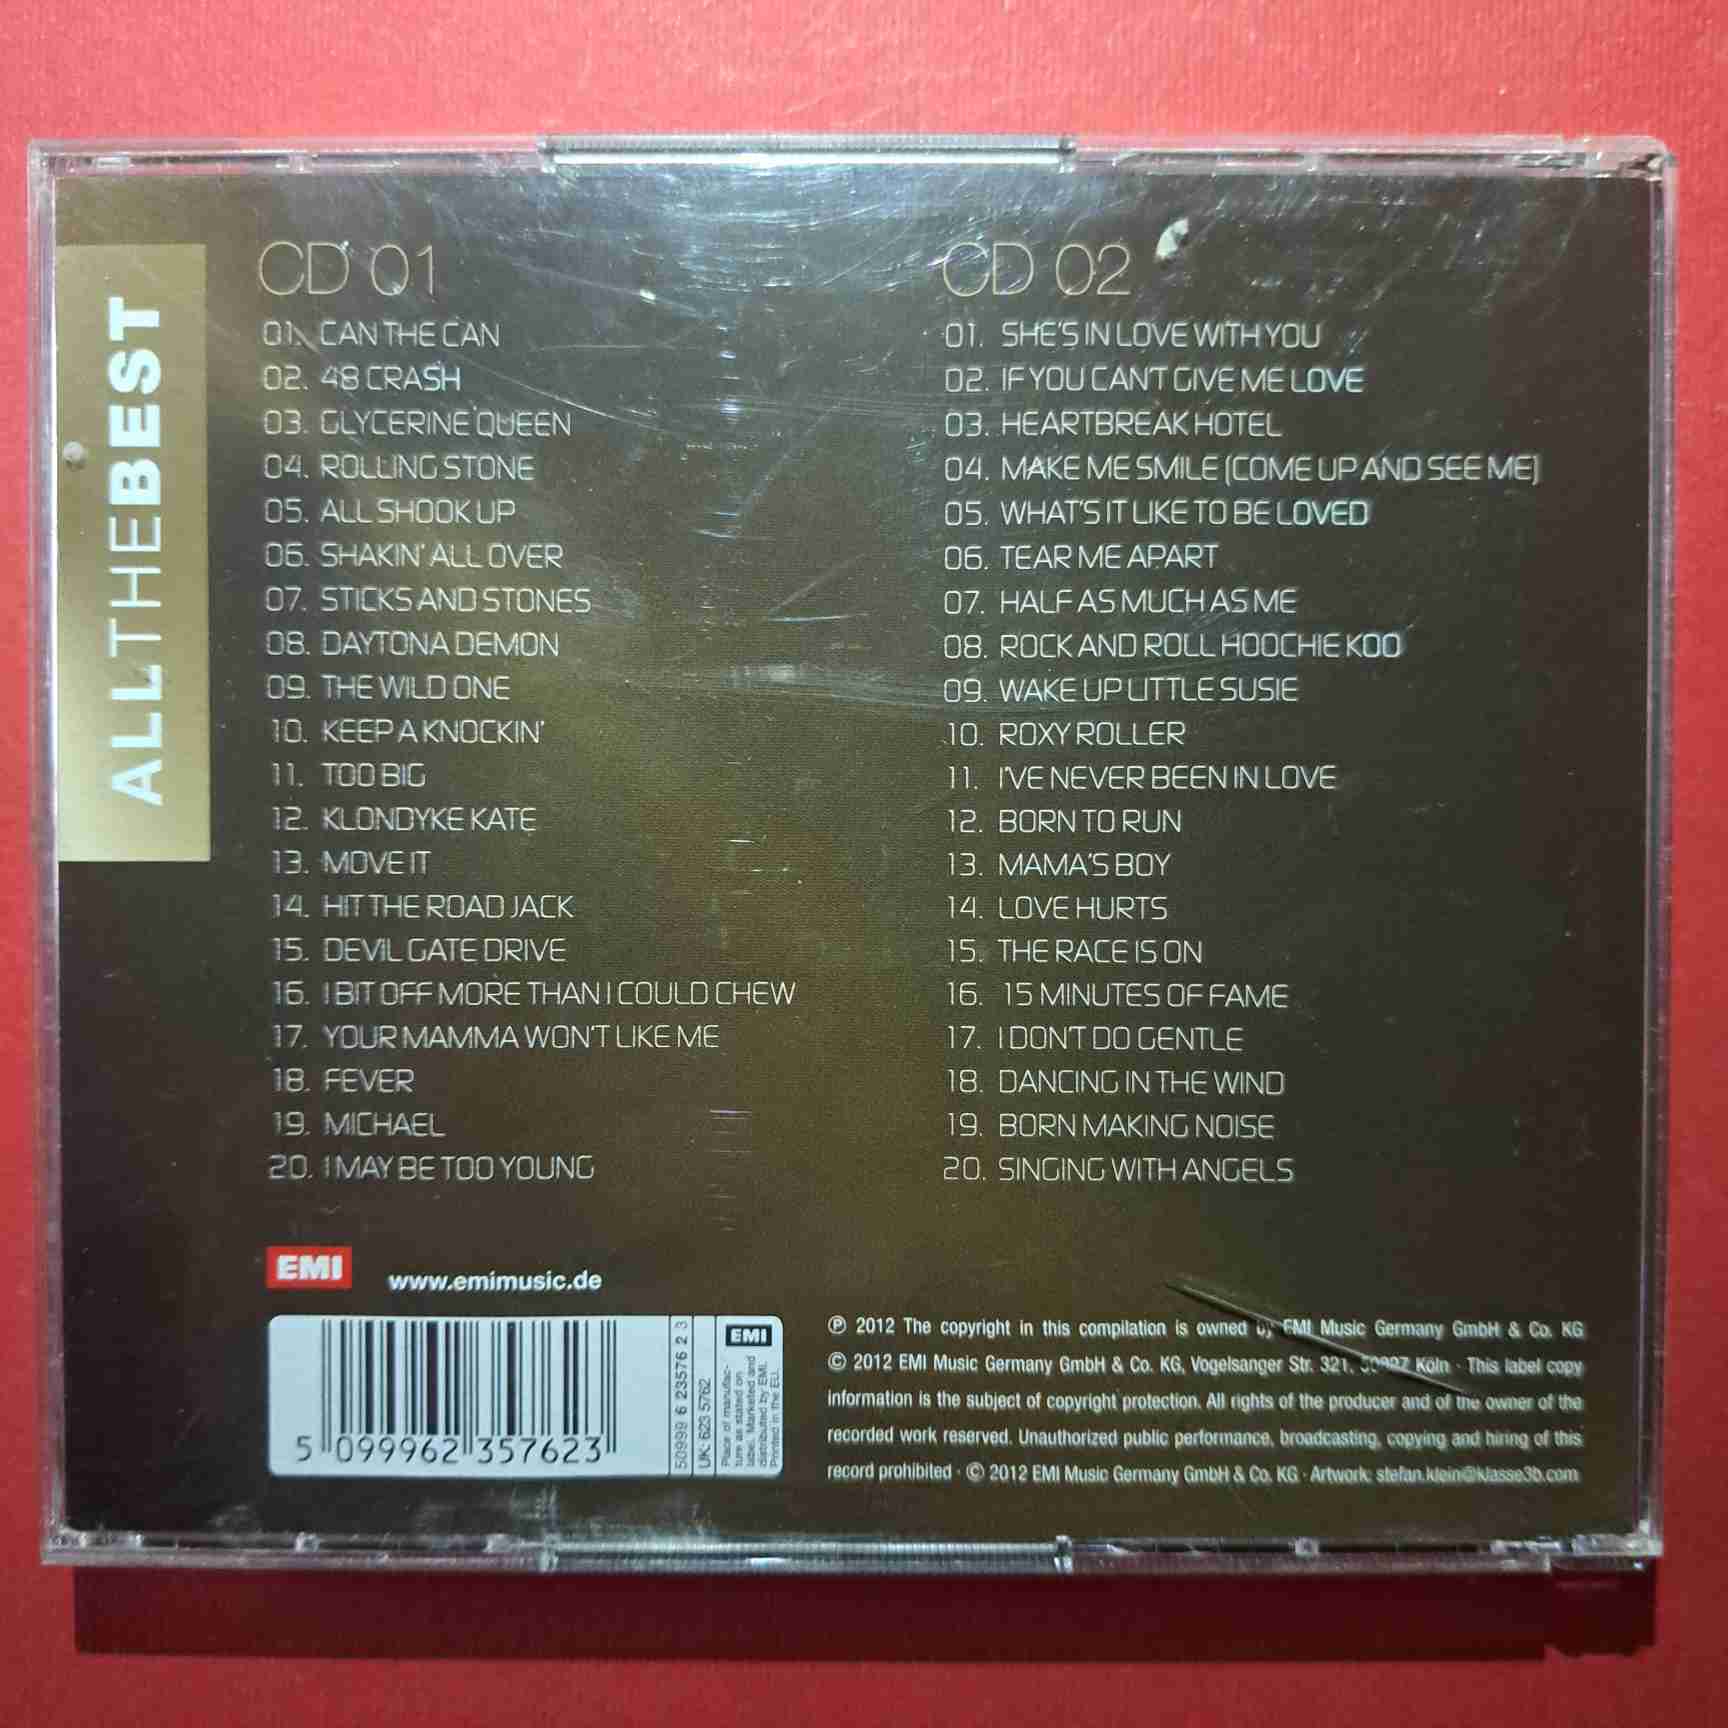 ALLTHEBEST
CD 01
01. CAN THE CAN
02. 48 CRASH
03. GLYCERINE QUEEN
04. ROLLING STONE
05. ALL SHOOK UP
06. SHAKIN' ALL OVER
07. STICKS AND STONES
08. DAYTONA DEMON
09. THE WILD ONE
10. KEEP A KNOCKIN'
11. TOO BIG
12. KLONDYKE KATE
13. MOVE IT
14. HIT THE ROAD JACK
15. DEVIL GATE DRIVE
16. I BIT OFF MORE THAN I COULD CHEW
17. YOUR MAMMA WON'T LIKE ME
18. FEVER
19. MICHAEL
20. I MAY BE TOO YOUNG
CD 02
01. SHE'S IN LOVE WITH YOU
02. IF YOU CAN'T GIVE ME LOVE
03. HEARTBREAK HOTEL
04. MAKE ME SMILE (COME UP AND SEE ME)
05. WHAT'S IT LIKE TO BE LOVED
06. TEAR ME APART
07. HALF AS MUCH AS ME
08. ROCK AND ROLL HOOCHIE KOO
09. WAKE UP LITTLE SUSIE
10. ROXY ROLLER
11. I'VE NEVER BEEN IN LOVE
12. BORN TO RUN
13. MAMA'S BOY
14. LOVE HURTS
15. THE RACE IS ON
16. 15 MINUTES OF FAME
17. I DON'T DO GENTLE
18. DANCING IN THE WIND
19. BORN MAKING NOISE
20. SINGING WITH ANGELS
EMI
www.emimusic.de
5 099962 357623
50999 6 23576 2 3
UK: 623 5762
EMI
Place of manufac-
ture as stated on
label. Marketed and
distributed by EMI.
Printed in the EU.
℗ 2012 The copyright in this compilation is owned by EMI Music Germany GmbH & Co. KG
© 2012 EMI Music Germany GmbH & Co. KG, Vogelsanger Str. 321, Köln · This label copy
information is the subject of copyright protection. All rights of the producer and of the owner of the
recorded work reserved. Unauthorized public performance, broadcasting, copying and hiring of this
record prohibited · © 2012 EMI Music Germany GmbH & Co. KG · Artwork: stefan.klein@klasse3b.com